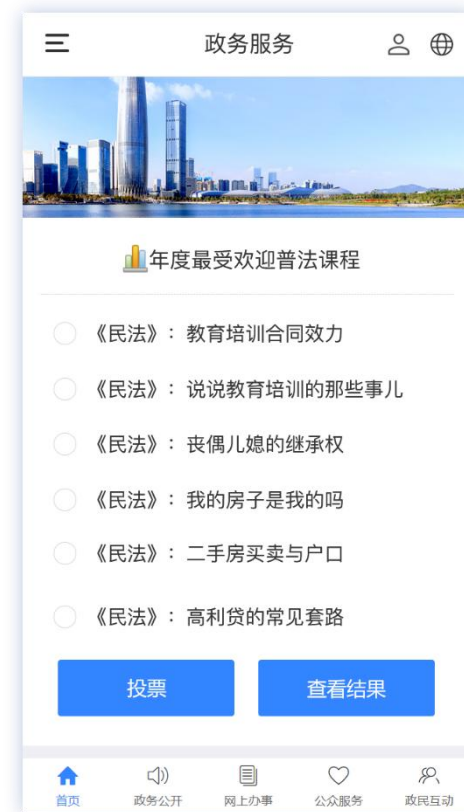 政务服务
年度最受欢迎普法课程
《民法》：教育培训合同效力
《民法》：说说教育培训的那些事儿
《民法》：丧偶儿媳的继承权
《民法》：我的房子是我的吗
《民法》：二手房买卖与户口
《民法》：高利贷的常见套路
投票 查看结果
首页 政务公开 网上办事 公众服务 政民互动